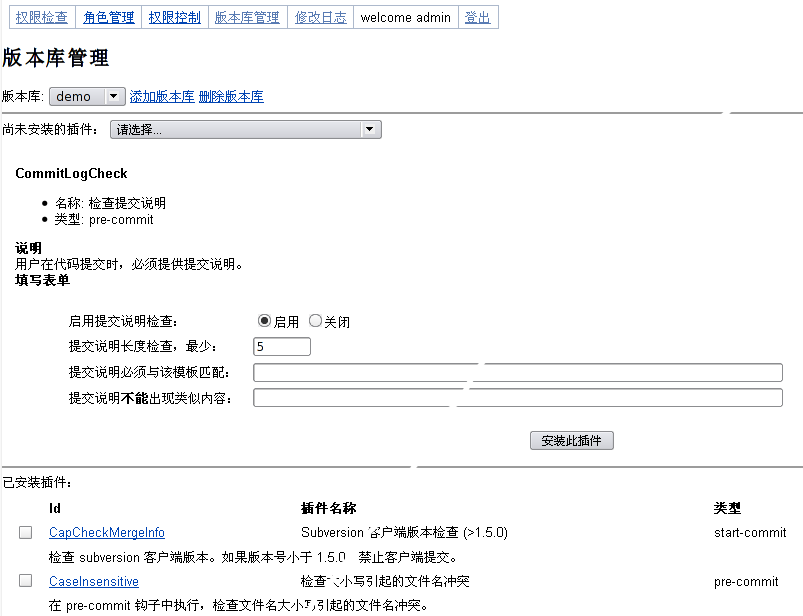 权限检查 角色管理 权限控制 版本库管理 修改日志 welcome admin 登出
版本库管理
版本库: demo 添加版本库 删除版本库
尚未安装的插件: 请选择...
CommitLogCheck
名称: 检查提交说明
类型: pre-commit
说明
用户在代码提交时，必须提供提交说明。
填写表单
启用提交说明检查: 启用 关闭
提交说明长度检查，最少: 5
提交说明必须与该模板匹配:
提交说明不能出现类似内容:
安装此插件
已安装插件:
Id 插件名称 类型
CapCheckMergeInfo Subversion 客户端版本检查 (>1.5.0) start-commit
检查 subversion 客户端版本。如果版本号小于 1.5.0 禁止客户端提交。
CaseInsensitive 检查大小写引起的文件名冲突 pre-commit
在 pre-commit 钩子中执行，检查文件名大小写引起的文件名冲突。